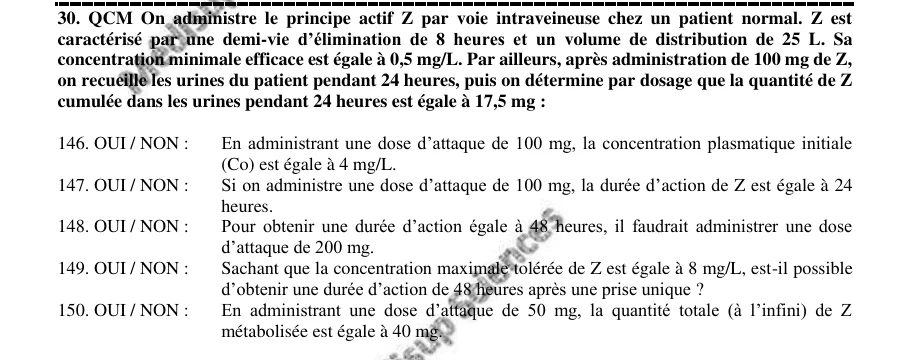 30. QCM On administre le principe actif Z par voie intraveineuse chez un patient normal. Z est
caractérisé par une demi-vie d'élimination de 8 heures et un volume de distribution de 25 L. Sa
concentration minimale efficace est égale à 0,5 mg/L. Par ailleurs, après administration de 100 mg de Z,
on recueille les urines du patient pendant 24 heures, puis on détermine par dosage que la quantité de Z
cumulée dans les urines pendant 24 heures est égale à 17,5 mg :
146. OUI / NON : En administrant une dose d'attaque de 100 mg, la concentration plasmatique initiale
(Co) est égale à 4 mg/L.
147. OUI / NON : Si on administre une dose d'attaque de 100 mg, la durée d'action de Z est égale à 24
heures.
148. OUI / NON : Pour obtenir une durée d'action égale à 48 heures, il faudrait administrer une dose
d'attaque de 200 mg.
149. OUI / NON : Sachant que la concentration maximale tolérée de Z est égale à 8 mg/L, est-il possible
d'obtenir une durée d'action de 48 heures après une prise unique ?
150. OUI / NON : En administrant une dose d'attaque de 50 mg, la quantité totale (à l'infini) de Z
métabolisée est égale à 40 mg.